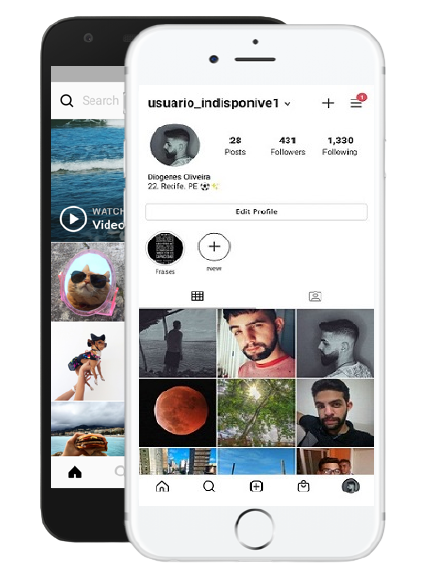 Search
WATCH
Video
usuario_indisponive1
28
Posts
431
Followers
1,330
Following
Diogenes Oliveira
22. Recife. PE
Edit Profile
Frases
New